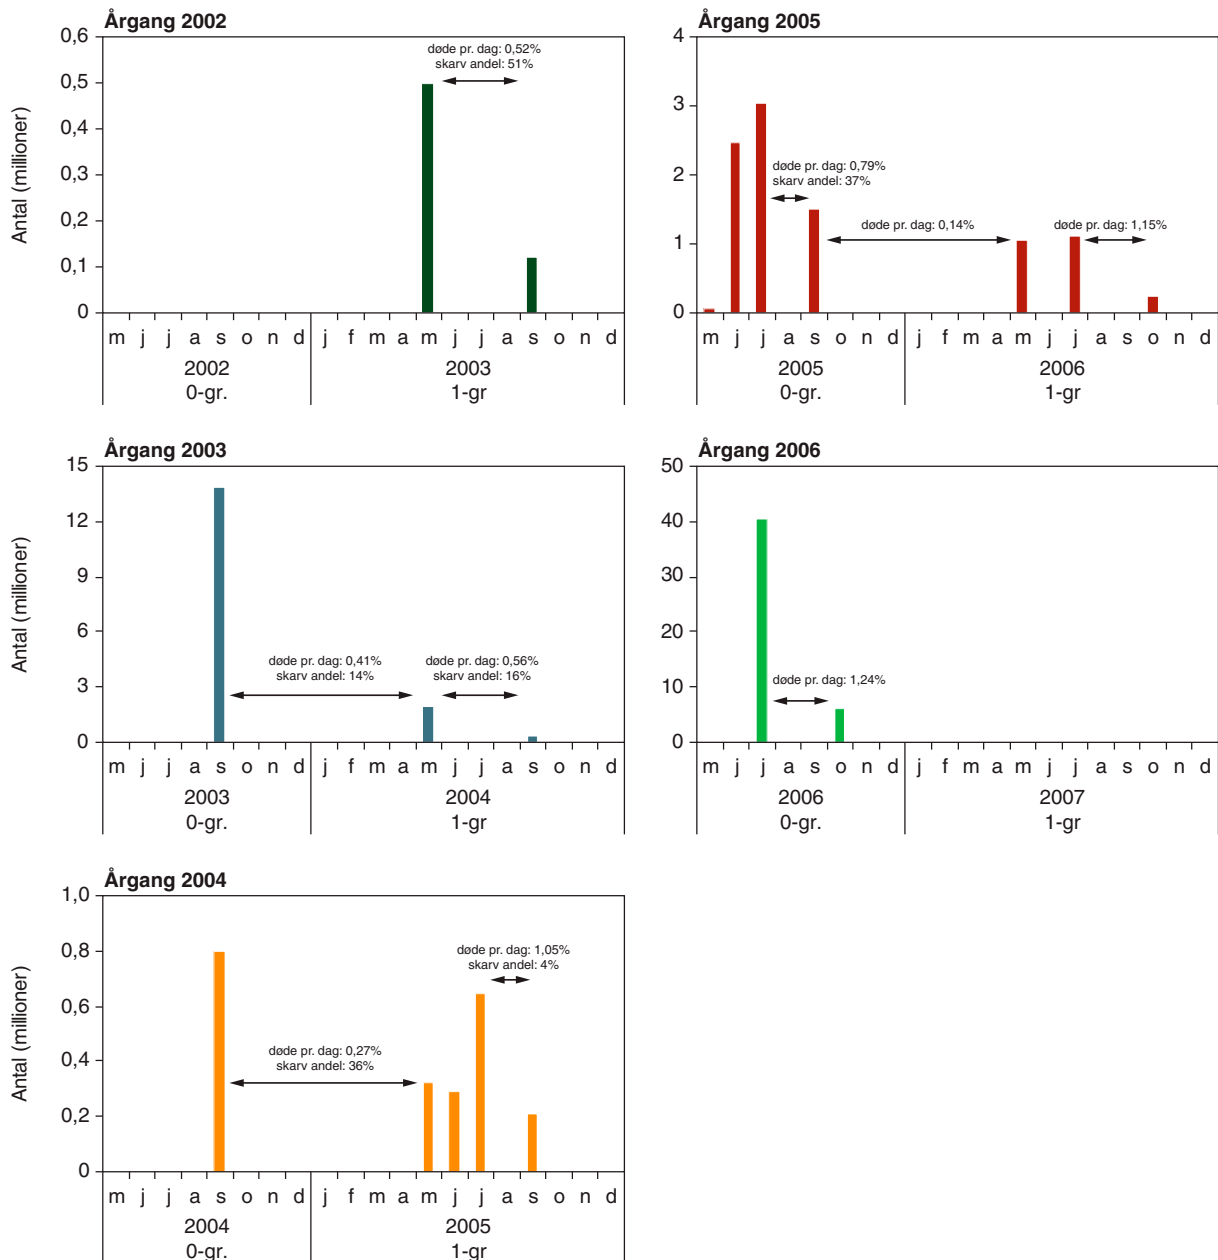 Årgang 2002
Antal (millioner)
0,6
0,5
0,4
0,3
0,2
0,1
0
døde pr. dag: 0,52%
skarv andel: 51%
m j j a s o n d j f m a m j j a s o n d
2002 2003
0-gr. 1-gr
Årgang 2005
4
3
2
1
0
døde pr. dag: 0,79%
skarv andel: 37%
døde pr. dag: 0,14%
døde pr. dag: 1,15%
m j j a s o n d j f m a m j j a s o n d
2005 2006
0-gr. 1-gr
Årgang 2003
Antal (millioner)
15
12
9
6
3
0
døde pr. dag: 0,41%
skarv andel: 14%
døde pr. dag: 0,56%
skarv andel: 16%
m j j a s o n d j f m a m j j a s o n d
2003 2004
0-gr. 1-gr
Årgang 2006
50
40
30
20
10
0
døde pr. dag: 1,24%
m j j a s o n d j f m a m j j a s o n d
2006 2007
0-gr. 1-gr
Årgang 2004
Antal (millioner)
1,0
0,8
0,6
0,4
0,2
0
døde pr. dag: 0,27%
skarv andel: 36%
døde pr. dag: 1,05%
skarv andel: 4%
m j j a s o n d j f m a m j j a s o n d
2004 2005
0-gr. 1-gr